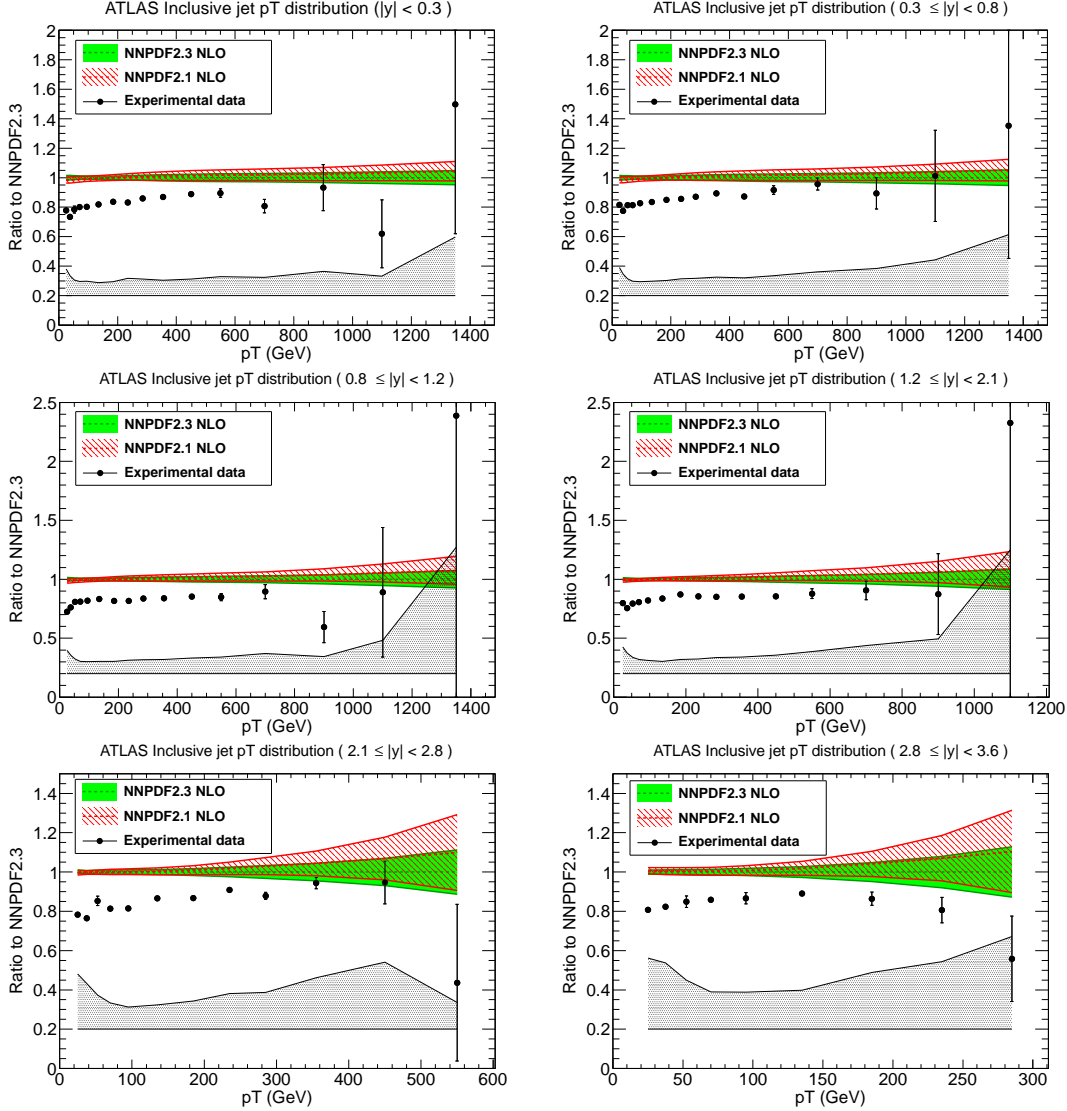 ATLAS Inclusive jet pT distribution (|y| < 0.3)
Ratio to NNPDF2.3
2
1.8
1.6
1.4
1.2
1
0.8
0.6
0.4
0.2
0
NNPDF2.3 NLO
NNPDF2.1 NLO
Experimental data
0 200 400 600 800 1000 1200 1400
pT (GeV)
ATLAS Inclusive jet pT distribution ( 0.3 ≤ |y| < 0.8 )
Ratio to NNPDF2.3
2
1.8
1.6
1.4
1.2
1
0.8
0.6
0.4
0.2
0
NNPDF2.3 NLO
NNPDF2.1 NLO
Experimental data
0 200 400 600 800 1000 1200 1400
pT (GeV)
ATLAS Inclusive jet pT distribution ( 0.8 ≤ |y| < 1.2 )
Ratio to NNPDF2.3
2.5
2
1.5
1
0.5
0
NNPDF2.3 NLO
NNPDF2.1 NLO
Experimental data
0 200 400 600 800 1000 1200 1400
pT (GeV)
ATLAS Inclusive jet pT distribution ( 1.2 ≤ |y| < 2.1 )
Ratio to NNPDF2.3
2.5
2
1.5
1
0.5
0
NNPDF2.3 NLO
NNPDF2.1 NLO
Experimental data
0 200 400 600 800 1000 1200
pT (GeV)
ATLAS Inclusive jet pT distribution ( 2.1 ≤ |y| < 2.8 )
Ratio to NNPDF2.3
1.4
1.2
1
0.8
0.6
0.4
0.2
0
NNPDF2.3 NLO
NNPDF2.1 NLO
Experimental data
0 100 200 300 400 500 600
pT (GeV)
ATLAS Inclusive jet pT distribution ( 2.8 ≤ |y| < 3.6 )
Ratio to NNPDF2.3
1.4
1.2
1
0.8
0.6
0.4
0.2
0
NNPDF2.3 NLO
NNPDF2.1 NLO
Experimental data
0 50 100 150 200 250 300
pT (GeV)